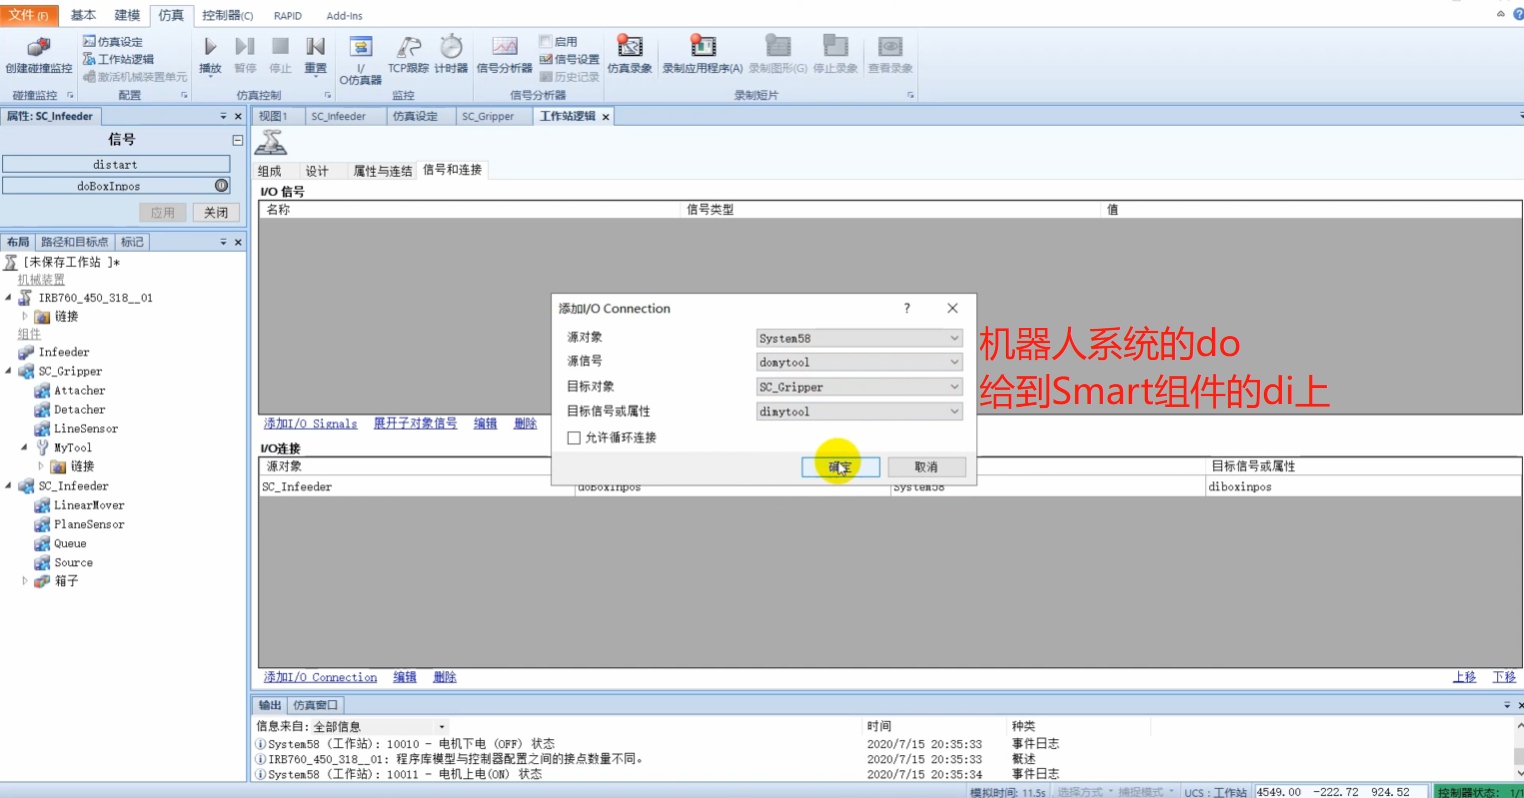 文件(F) 基本 建模 仿真 控制器(C) RAPID Add-Ins
创建碰撞监控
仿真设定
工作站逻辑
激活机械装置单元
播放 暂停 停止 重置
I/
O仿真器
TCP跟踪 计时器
信号分析器
启用
信号设置
历史记录
仿真录象 录制应用程序(A) 录制图形(G) 停止录象 查看录象
碰撞监控 配置 仿真控制 监控 信号分析器 录制短片
属性: SC_Infeeder
信号
distart
doBoxInpos
应用 关闭
布局 路径和目标点 标记
[未保存工作站 ]*
机械装置
IRB760_450_318__01
链接
组件
Infeeder
SC_Gripper
Attacher
Detacher
LineSensor
MyTool
链接
SC_Infeeder
LinearMover
PlaneSensor
Queue
Source
箱子
视图1 SC_Infeeder 仿真设定 SC_Gripper 工作站逻辑
组成 设计 属性与连结 信号和连接
I/O 信号
名称 信号类型 值
添加I/O Signals 展开子对象信号 编辑 删除
I/O连接
源对象 目标信号或属性
SC_Infeeder doBoxInpos System58 diboxinpos
添加I/O Connection 编辑 删除 上移 下移
添加I/O Connection ?
源对象 System58
源信号 domytool
目标对象 SC_Gripper
目标信号或属性 dimytool
允许循环连接
确定 取消
机器人系统的do
给到Smart组件的di上
输出 仿真窗口
信息来自: 全部信息 时间 种类
System58 (工作站): 10010 - 电机下电 (OFF) 状态 2020/7/15 20:35:33 事件日志
IRB760_450_318__01: 程序库模型与控制器配置之间的接点数量不同。 2020/7/15 20:35:33 概述
System58 (工作站): 10011 - 电机上电(ON) 状态 2020/7/15 20:35:34 事件日志
模拟时间: 11.5s 选择方式 捕捉模式 UCS : 工作站 4549.00 -222.72 924.52 控制器状态: 1/1